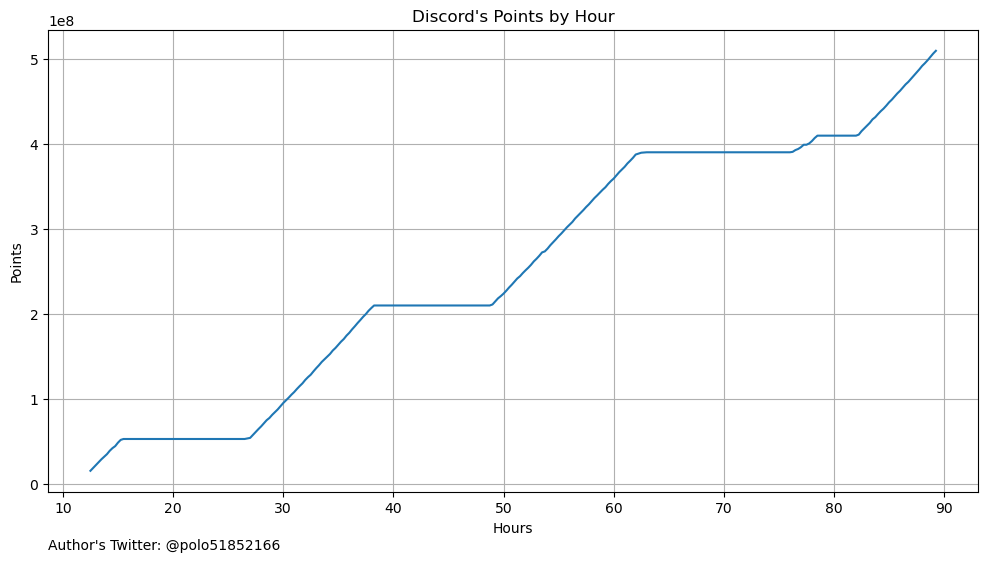 Discord's Points by Hour
1e8
5
4
3
2
1
0
Points
10 20 30 40 50 60 70 80 90
Hours
Author's Twitter: @polo51852166